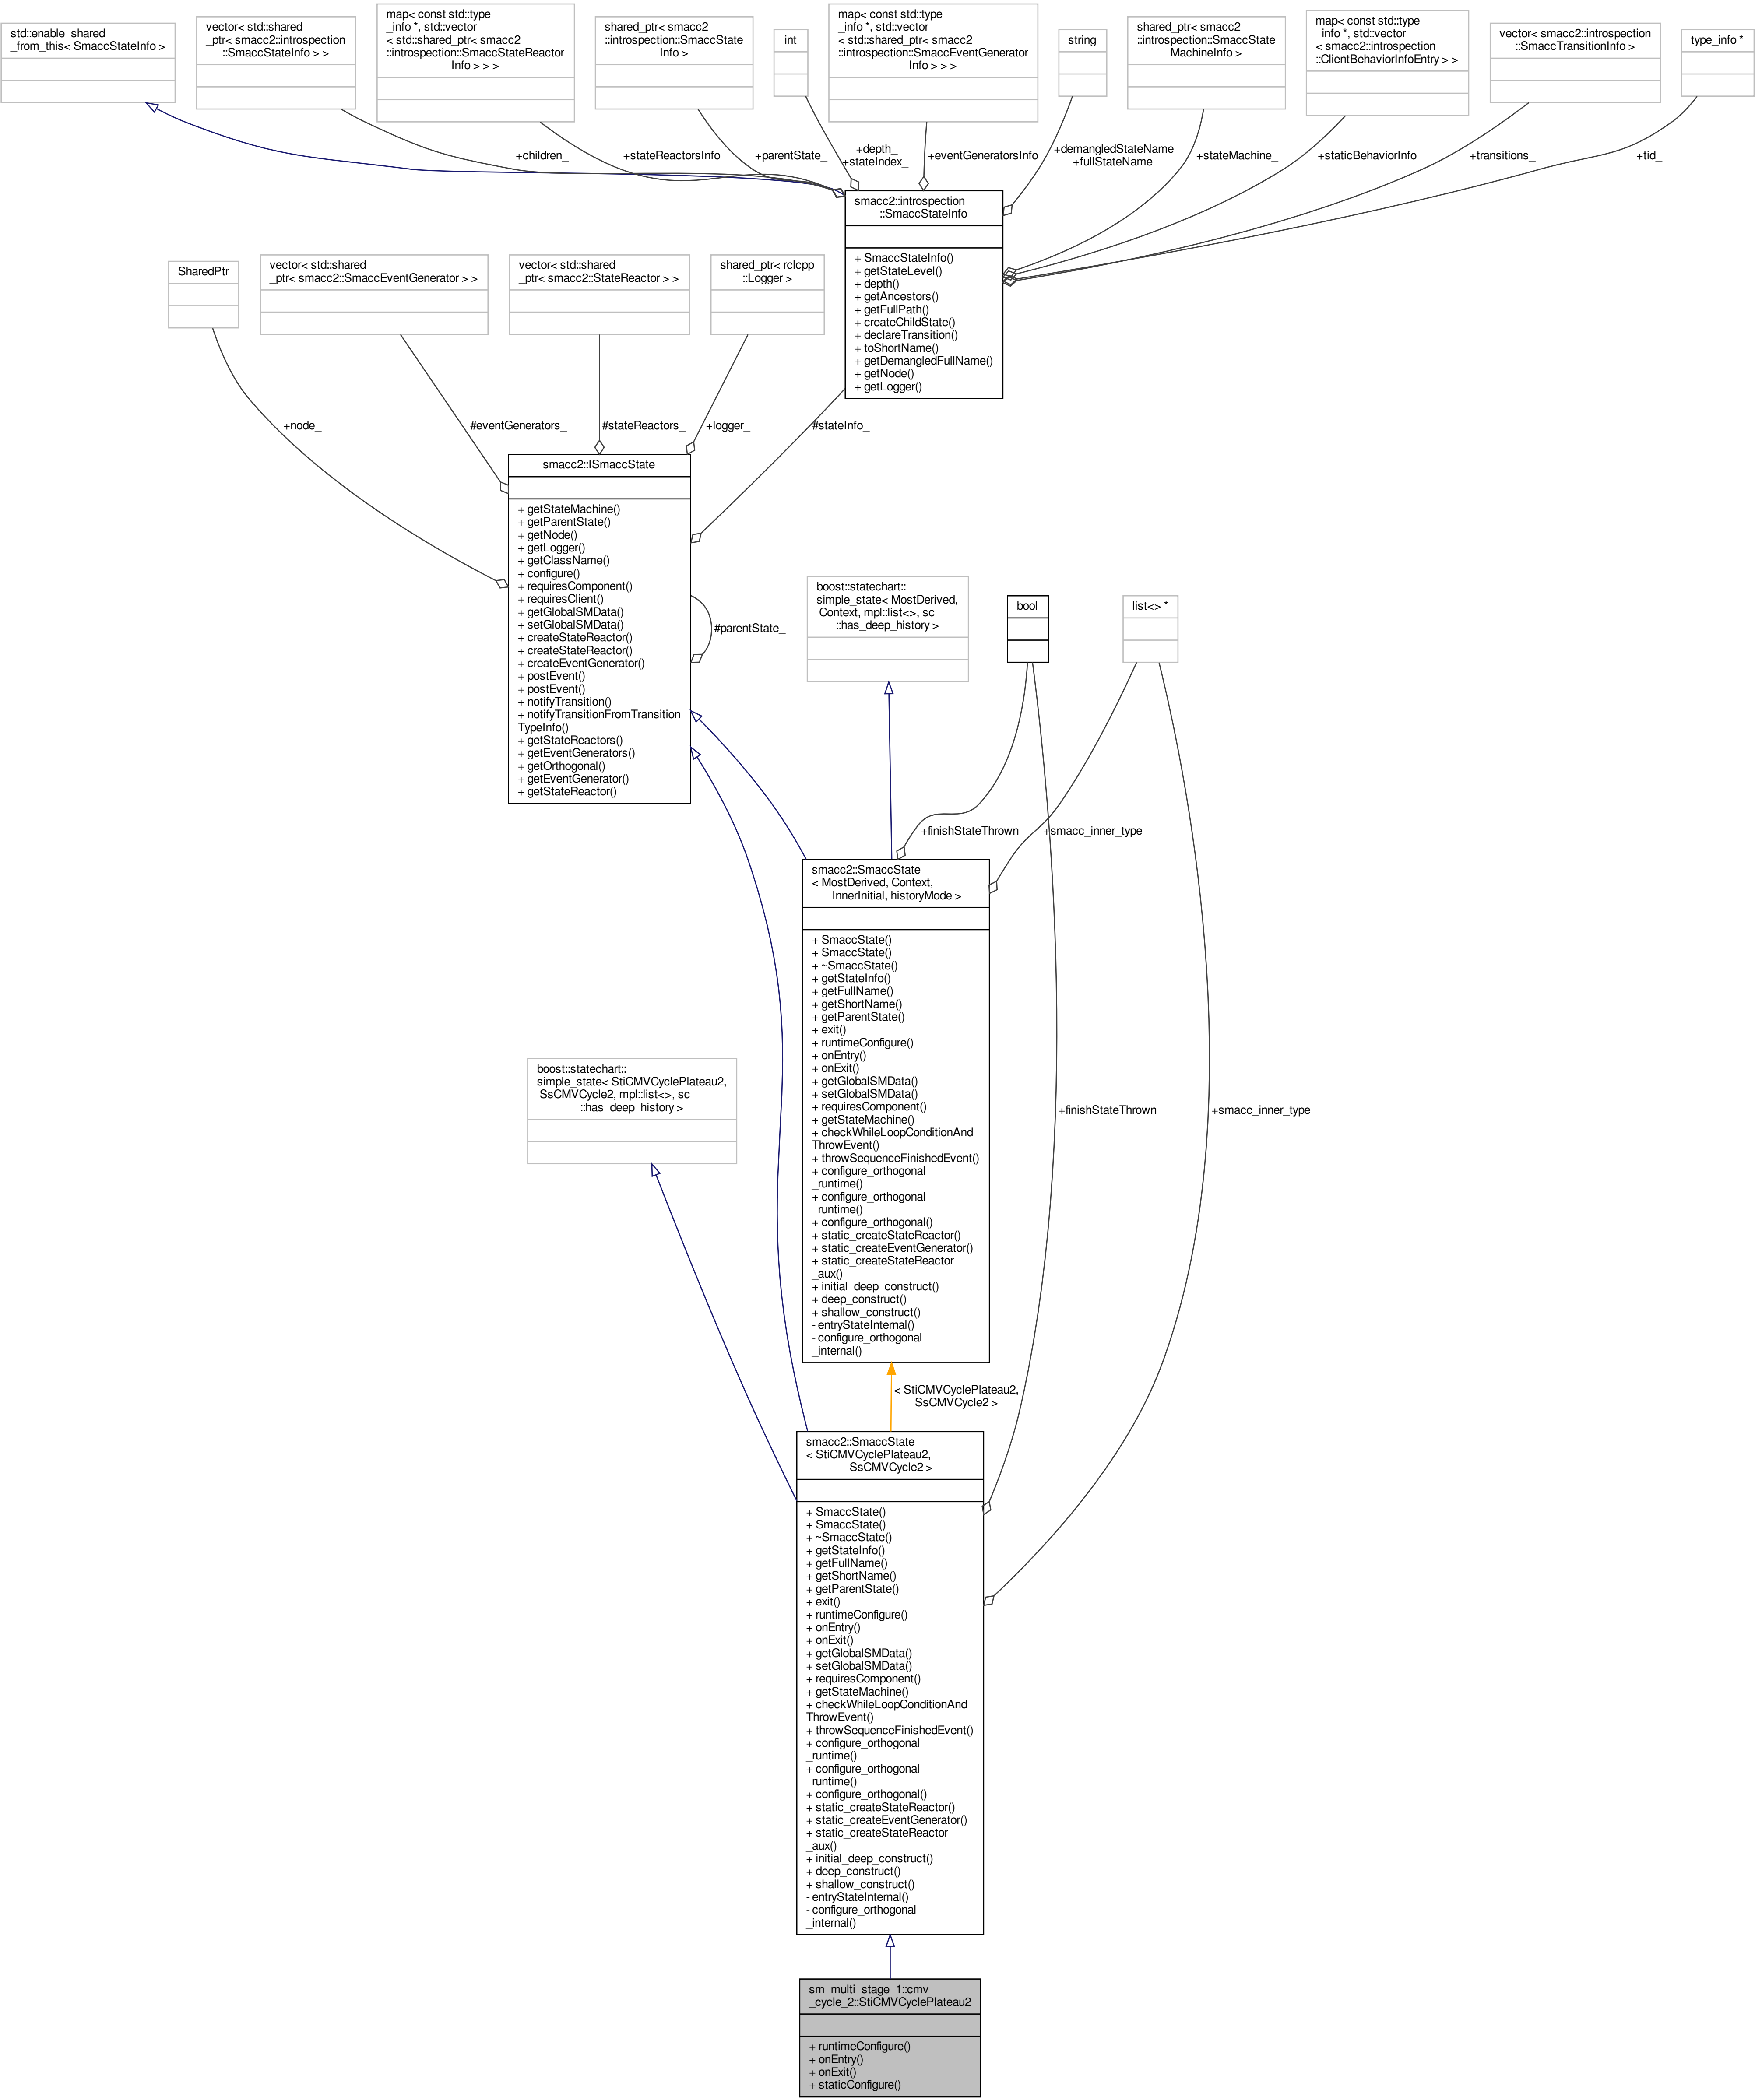 std::enable_shared
_from_this< SmaccStateInfo >
vector< std::shared
_ptr< smacc2::introspection
::SmaccStateInfo > >
map< const std::type
_info *, std::vector
< std::shared_ptr< smacc2
::introspection::SmaccStateReactor
Info > > >
shared_ptr< smacc2
::introspection::SmaccState
Info >
int
map< const std::type
_info *, std::vector
< std::shared_ptr< smacc2
::introspection::SmaccEventGenerator
Info > > >
string
shared_ptr< smacc2
::introspection::SmaccState
MachineInfo >
map< const std::type
_info *, std::vector
< smacc2::introspection
::ClientBehaviorInfoEntry > >
vector< smacc2::introspection
::SmaccTransitionInfo >
type_info *
+children_
+stateReactorsInfo
+parentState_
+depth_
+stateIndex_
+eventGeneratorsInfo
+demangledStateName
+fullStateName
+stateMachine_
+staticBehaviorInfo
+transitions_
+tid_
smacc2::introspection
::SmaccStateInfo
+ SmaccStateInfo()
+ getStateLevel()
+ depth()
+ getAncestors()
+ getFullPath()
+ createChildState()
+ declareTransition()
+ toShortName()
+ getDemangledFullName()
+ getNode()
+ getLogger()
SharedPtr
vector< std::shared
_ptr< smacc2::SmaccEventGenerator > >
vector< std::shared
_ptr< smacc2::StateReactor > >
shared_ptr< rclcpp
::Logger >
+node_
#eventGenerators_
#stateReactors_
+logger_
#stateInfo_
smacc2::ISmaccState
+ getStateMachine()
+ getParentState()
+ getNode()
+ getLogger()
+ getClassName()
+ configure()
+ requiresComponent()
+ requiresClient()
+ getGlobalSMData()
+ setGlobalSMData()
+ createStateReactor()
+ createStateReactor()
+ createEventGenerator()
+ postEvent()
+ postEvent()
+ notifyTransition()
+ notifyTransitionFromTransition
TypeInfo()
+ getStateReactors()
+ getEventGenerators()
+ getOrthogonal()
+ getEventGenerator()
+ getStateReactor()
#parentState_
boost::statechart::
simple_state< MostDerived,
Context, mpl::list<>, sc
::has_deep_history >
bool
list<> *
+finishStateThrown
+smacc_inner_type
smacc2::SmaccState
< MostDerived, Context,
InnerInitial, historyMode >
+ SmaccState()
+ SmaccState()
+ ~SmaccState()
+ getStateInfo()
+ getFullName()
+ getShortName()
+ getParentState()
+ exit()
+ runtimeConfigure()
+ onEntry()
+ onExit()
+ getGlobalSMData()
+ setGlobalSMData()
+ requiresComponent()
+ getStateMachine()
+ checkWhileLoopConditionAnd
ThrowEvent()
+ throwSequenceFinishedEvent()
+ configure_orthogonal
_runtime()
+ configure_orthogonal
_runtime()
+ configure_orthogonal()
+ static_createStateReactor()
+ static_createEventGenerator()
+ static_createStateReactor
_aux()
+ initial_deep_construct()
+ deep_construct()
+ shallow_construct()
- entryStateInternal()
- configure_orthogonal
_internal()
boost::statechart::
simple_state< StiCMVCyclePlateau2,
SsCMVCycle2, mpl::list<>, sc
::has_deep_history >
+finishStateThrown
+smacc_inner_type
< StiCMVCyclePlateau2,
SsCMVCycle2 >
smacc2::SmaccState
< StiCMVCyclePlateau2,
SsCMVCycle2 >
+ SmaccState()
+ SmaccState()
+ ~SmaccState()
+ getStateInfo()
+ getFullName()
+ getShortName()
+ getParentState()
+ exit()
+ runtimeConfigure()
+ onEntry()
+ onExit()
+ getGlobalSMData()
+ setGlobalSMData()
+ requiresComponent()
+ getStateMachine()
+ checkWhileLoopConditionAnd
ThrowEvent()
+ throwSequenceFinishedEvent()
+ configure_orthogonal
_runtime()
+ configure_orthogonal
_runtime()
+ configure_orthogonal()
+ static_createStateReactor()
+ static_createEventGenerator()
+ static_createStateReactor
_aux()
+ initial_deep_construct()
+ deep_construct()
+ shallow_construct()
- entryStateInternal()
- configure_orthogonal
_internal()
sm_multi_stage_1::cmv
_cycle_2::StiCMVCyclePlateau2
+ runtimeConfigure()
+ onEntry()
+ onExit()
+ staticConfigure()